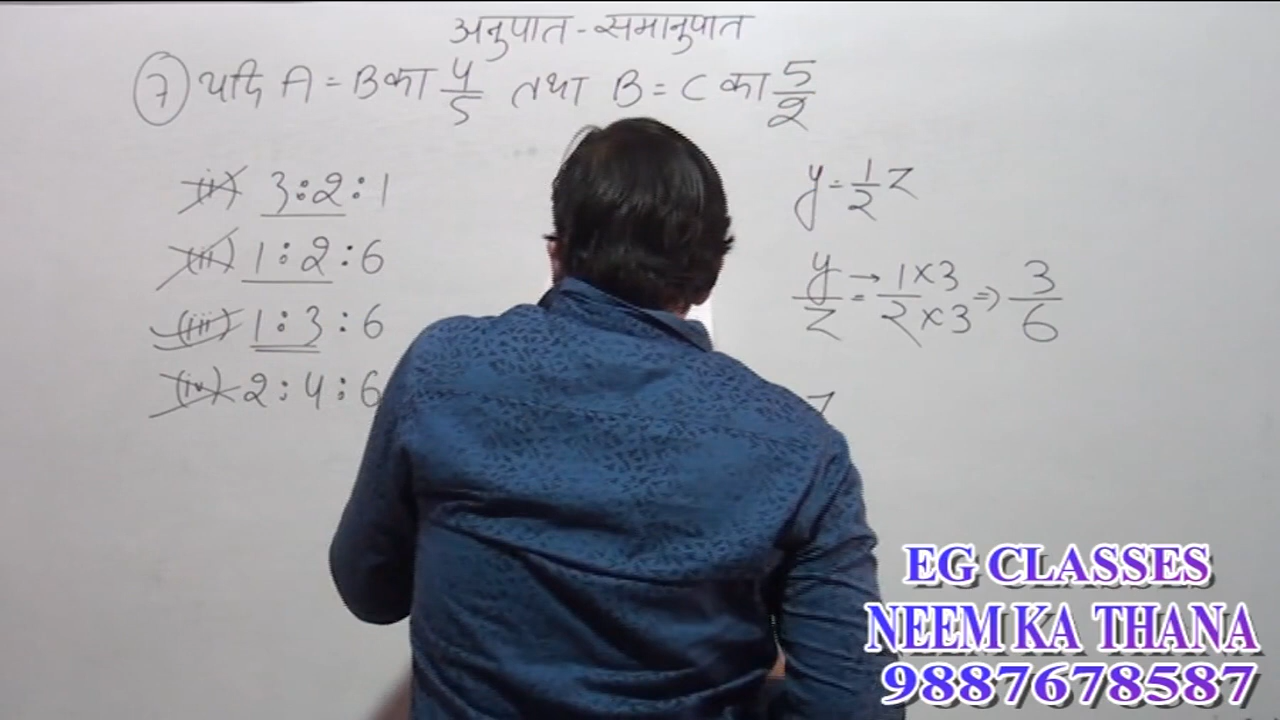 अनुपात - समानुपात
(7) यदि A = B का 4/5 तथा B = C का 5/2
(i) 3:2:1
(ii) 1:2:6
(iii) 1:3:6
(iv) 2:4:6
y = 1/2 z
y/z → = 1×3/2×3 ⇒ 3/6
EG CLASSES
NEEM KA THANA
9887678587